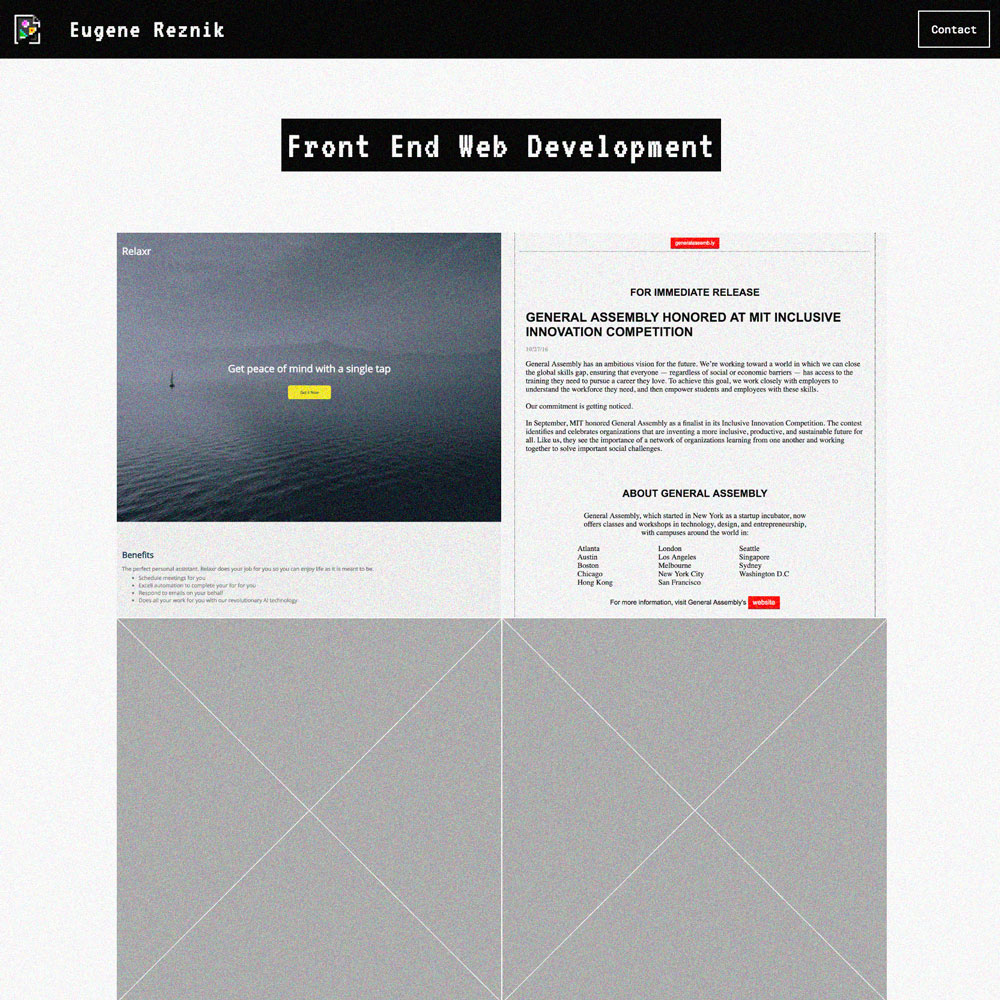 Eugene Reznik
Contact
Front End Web Development
Relaxr
Get peace of mind with a single tap
Get it Now
Benefits
The perfect personal assistant. Relaxr does your job for you so you can enjoy life as it is meant to be.
Schedule meetings for you
Excell automation to complete your for for you
Respond to emails on your behalf
Does all your work for you with our revolutionary AI technology
generalassemb.ly
FOR IMMEDIATE RELEASE
GENERAL ASSEMBLY HONORED AT MIT INCLUSIVE
INNOVATION COMPETITION
10/27/16
General Assembly has an ambitious vision for the future. We're working toward a world in which we can close
the global skills gap, ensuring that everyone — regardless of social or economic barriers — has access to the
training they need to pursue a career they love. To achieve this goal, we work closely with employers to
understand the workforce they need, and then empower students and employees with these skills.
Our commitment is getting noticed.
In September, MIT honored General Assembly as a finalist in its Inclusive Innovation Competition. The contest
identifies and celebrates organizations that are inventing a more inclusive, productive, and sustainable future for
all. Like us, they see the importance of a network of organizations learning from one another and working
together to solve important social challenges.
ABOUT GENERAL ASSEMBLY
General Assembly, which started in New York as a startup incubator, now
offers classes and workshops in technology, design, and entrepreneurship,
with campuses around the world in:
Atlanta London Seattle
Austin Los Angeles Singapore
Boston Melbourne Sydney
Chicago New York City Washington D.C
Hong Kong San Francisco
For more information, visit General Assembly's website